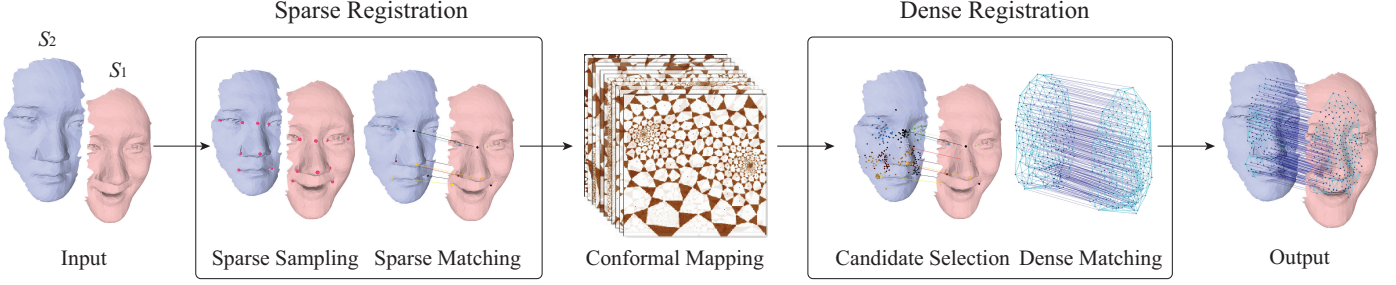 Sparse Registration
Dense Registration
S2
S1
Input
Sparse Sampling
Sparse Matching
Conformal Mapping
Candidate Selection
Dense Matching
Output